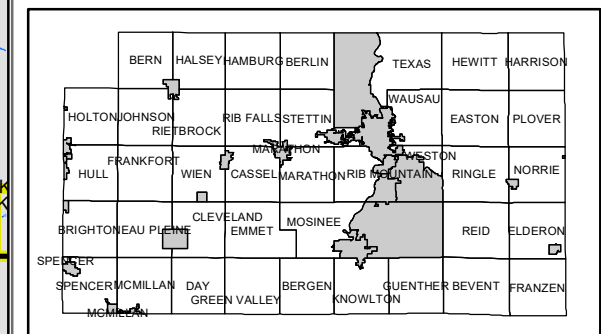 BERN HALSEY HAMBURG BERLIN TEXAS HEWITT HARRISON
WAUSAU
HOLTON JOHNSON RIB FALLS STETTIN EASTON PLOVER
RIETBROCK
MARATHON WESTON
FRANKFORT
HULL WIEN CASSEL MARATHON RIB MOUNTAIN RINGLE NORRIE
CLEVELAND
MOSINEE
BRIGHTON EAU PLEINE EMMET REID ELDERON
SPENCER
SPENCER MCMILLAN DAY BERGEN GUENTHER BEVENT FRANZEN
GREEN VALLEY KNOWLTON
MCMILLAN